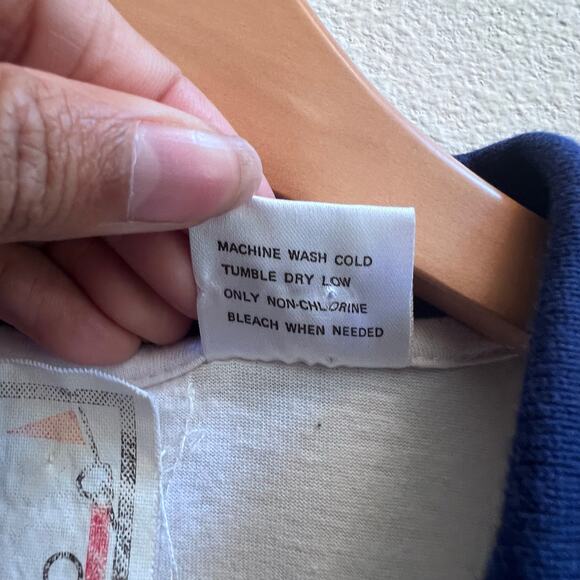 MACHINE WASH COLD
TUMBLE DRY LOW
ONLY NON-CHLORINE
BLEACH WHEN NEEDED